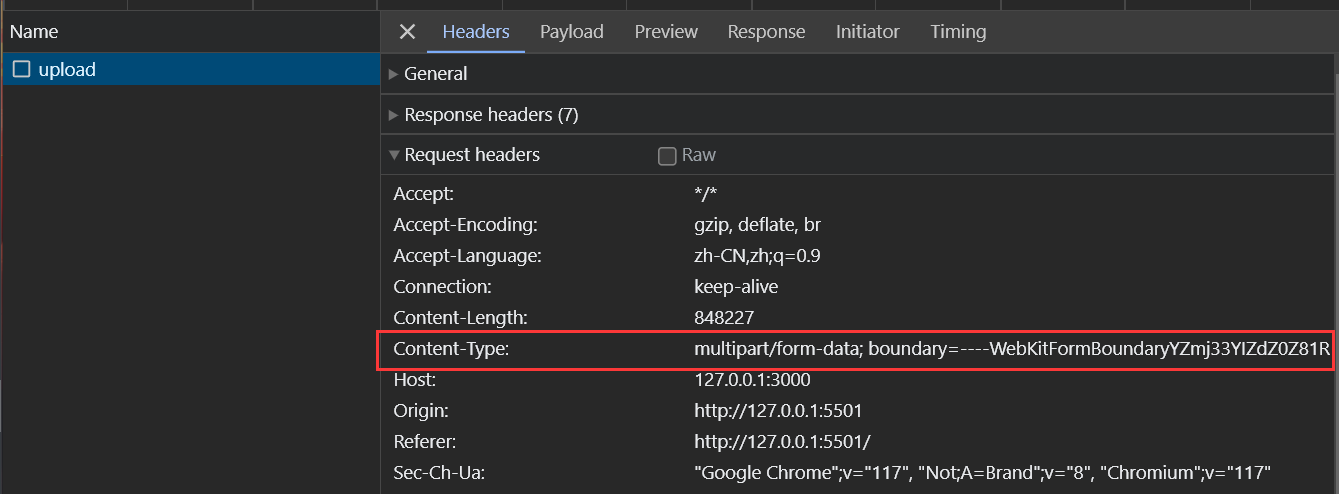 Name
Headers Payload Preview Response Initiator Timing
upload
General
Response headers (7)
Request headers Raw
Accept: */*
Accept-Encoding: gzip, deflate, br
Accept-Language: zh-CN,zh;q=0.9
Connection: keep-alive
Content-Length: 848227
Content-Type: multipart/form-data; boundary=----WebKitFormBoundaryYZmj33YIZdZ0Z81R
Host: 127.0.0.1:3000
Origin: http://127.0.0.1:5501
Referer: http://127.0.0.1:5501/
Sec-Ch-Ua: "Google Chrome";v="117", "Not;A=Brand";v="8", "Chromium";v="117"